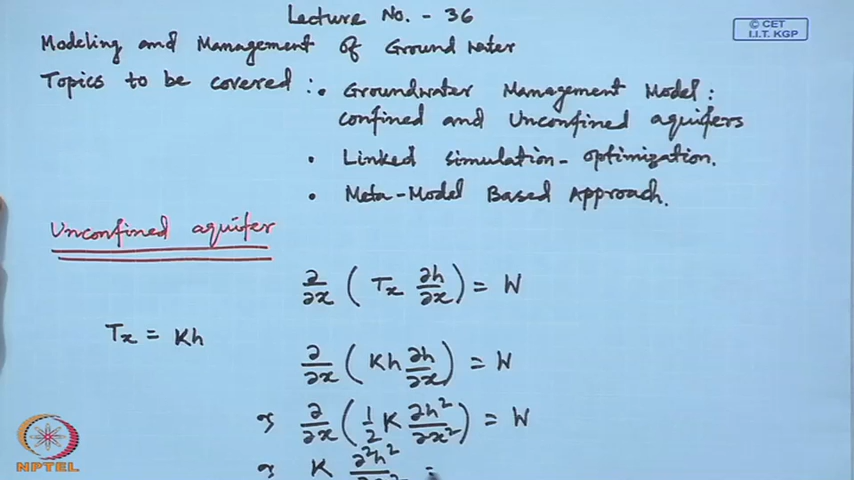 Lecture No. - 36
© CET
I.I.T. KGP
Modeling and Management of Ground water
Topics to be covered :
• Groundwater Management Model :
confined and Unconfined aquifers
• Linked simulation - optimization.
• Meta-Model Based Approach.
Unconfined aquifer
∂/∂x ( Tx ∂h/∂x ) = W
Tx = Kh
∂/∂x ( Kh ∂h/∂x ) = W
∂/∂x ( 1/2 K ∂h²/∂x² ) = W
K ∂²h²/∂x² =
NPTEL